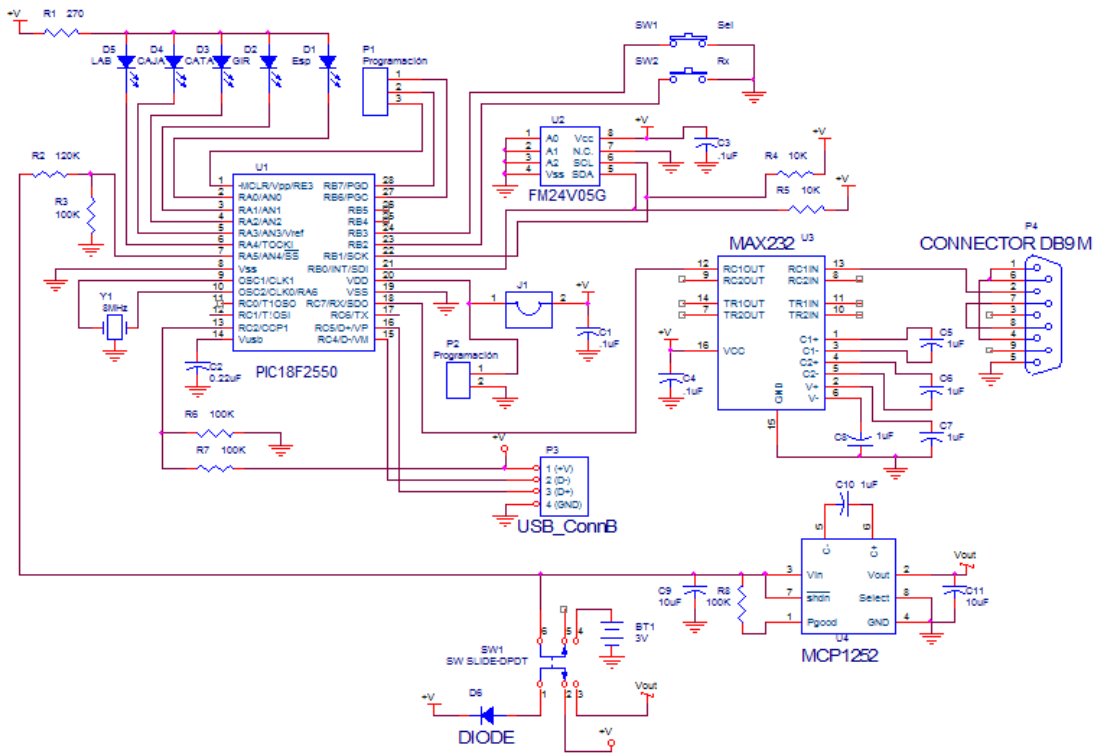 +V
R1 270
D5 D4 D3 D2 D1
LAB CAJA CATA GIR Esp
P1
Programación
1
2
3
SW1 Sel
SW2 Rx
U2
1 A0 Vcc 8
2 A1 N.C. 7
3 A2 SCL 6
4 Vss SDA 5
FM24V05G
+V
C3
.1uF
+V
R4 10K
R5 10K
+V
R2 120K
R3
100K
U1
1 -MCLR/Vpp/RE3 RB7/PGD 28
2 RA0/AN0 RB6/PGC 27
3 RA1/AN1 RB5 26
4 RA2/AN2 RB4 25
5 RA3/AN3/Vref RB3 24
6 RA4/TOCKI RB2 23
7 RA5/AN4/SS RB1/SCK 22
8 Vss RB0/INT/SDI 21
9 OSC1/CLK1 VDD 20
10 OSC2/CLK0/RA6 VSS 19
11 RC0/T1OSO RC7/RX/SDO 18
12 RC1/T1OSI RC6/TX 17
13 RC2/CCP1 RC5/D+/VP 16
14 Vusb RC4/D-/VM 15
PIC18F2550
Y1
8MHz
C2
0.22uF
J1
1 2
+V
C1
.1uF
P2
Programación
1
2
MAX232
U3
12 RC1OUT RC1IN 13
9 RC2OUT RC2IN 8
14 TR1OUT TR1IN 11
7 TR2OUT TR2IN 10
16 VCC
C1+ 1
C1- 3
C2+ 4
C2- 5
V+ 2
V- 6
GND
15
+V
C4
.1uF
C5
1uF
C6
1uF
C7
1uF
C8 1uF
P4
CONNECTOR DB9 M
1
6
2
7
3
8
4
9
5
R6 100K
R7 100K
+V
P3
1 (+V)
2 (D-)
3 (D+)
4 (GND)
USB_ConnB
C10 1uF
5 6
C- C+
3 Vin Vout 2
7 shdn Select 8
1 Pgood GND 4
U4
MCP1252
Vout
C11
10uF
C9
10uF
R8
100K
6 5 4
BT1
3V
SW1
SW SLIDE-DPDT
1 2 3
+V
D6
DIODE
Vout
+V